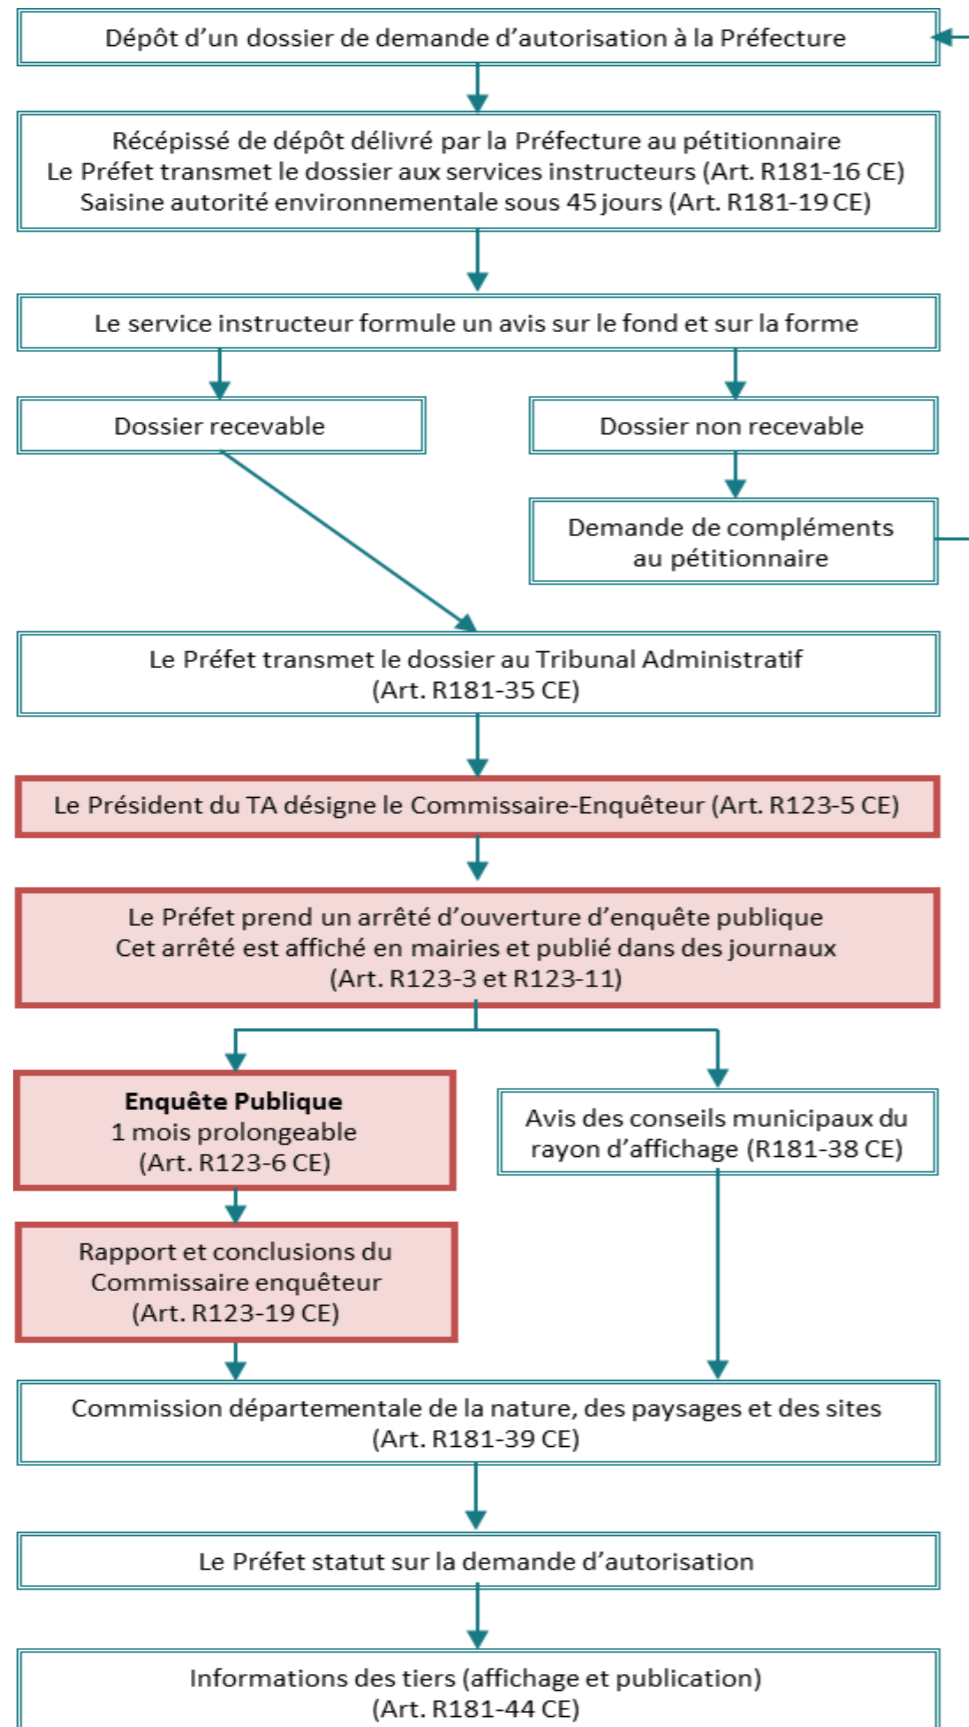 Dépôt d’un dossier de demande d’autorisation à la Préfecture
Récépissé de dépôt délivré par la Préfecture au pétitionnaire
Le Préfet transmet le dossier aux services instructeurs (Art. R181-16 CE)
Saisine autorité environnementale sous 45 jours (Art. R181-19 CE)
Le service instructeur formule un avis sur le fond et sur la forme
Dossier recevable
Dossier non recevable
Demande de compléments
au pétitionnaire
Le Préfet transmet le dossier au Tribunal Administratif
(Art. R181-35 CE)
Le Président du TA désigne le Commissaire-Enquêteur (Art. R123-5 CE)
Le Préfet prend un arrêté d’ouverture d’enquête publique
Cet arrêté est affiché en mairies et publié dans des journaux
(Art. R123-3 et R123-11)
Enquête Publique
1 mois prolongeable
(Art. R123-6 CE)
Avis des conseils municipaux du
rayon d’affichage (R181-38 CE)
Rapport et conclusions du
Commissaire enquêteur
(Art. R123-19 CE)
Commission départementale de la nature, des paysages et des sites
(Art. R181-39 CE)
Le Préfet statut sur la demande d’autorisation
Informations des tiers (affichage et publication)
(Art. R181-44 CE)